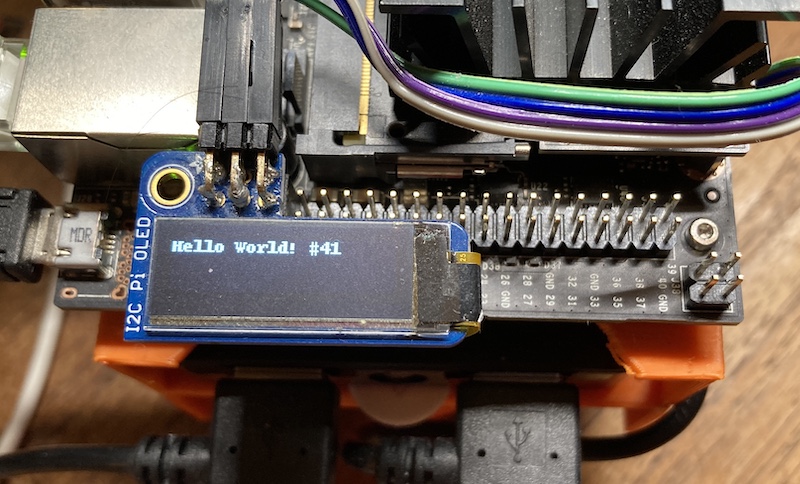 Hello World! #41
I2C Pi OLED
MDR
26 GND
28 27
GND 29
32 31
GND 33
36 35
38 37
40 39
GND